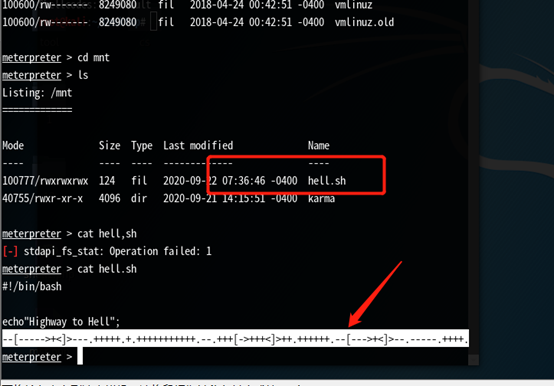 100600/rw------- 8249080 fil 2018-04-24 00:42:51 -0400 vmlinuz
100600/rw------- 8249080 fil 2018-04-24 00:42:51 -0400 vmlinuz.old
meterpreter > cd mnt
meterpreter > ls
Listing: /mnt
=============
Mode Size Type Last modified Name
---- ---- ---- ------------- ----
100777/rwxrwxrwx 124 fil 2020-09-22 07:36:46 -0400 hell.sh
40755/rwxr-xr-x 4096 dir 2020-09-21 14:15:51 -0400 karma
meterpreter > cat hell,sh
[-] stdapi_fs_stat: Operation failed: 1
meterpreter > cat hell.sh
#!/bin/bash
echo"Highway to Hell";
--[----->+<]>---.+++++.+.+++++++++++.--.+++[->+++<]>++.++++++.--[--->+<]>--.-----.++++.
meterpreter >